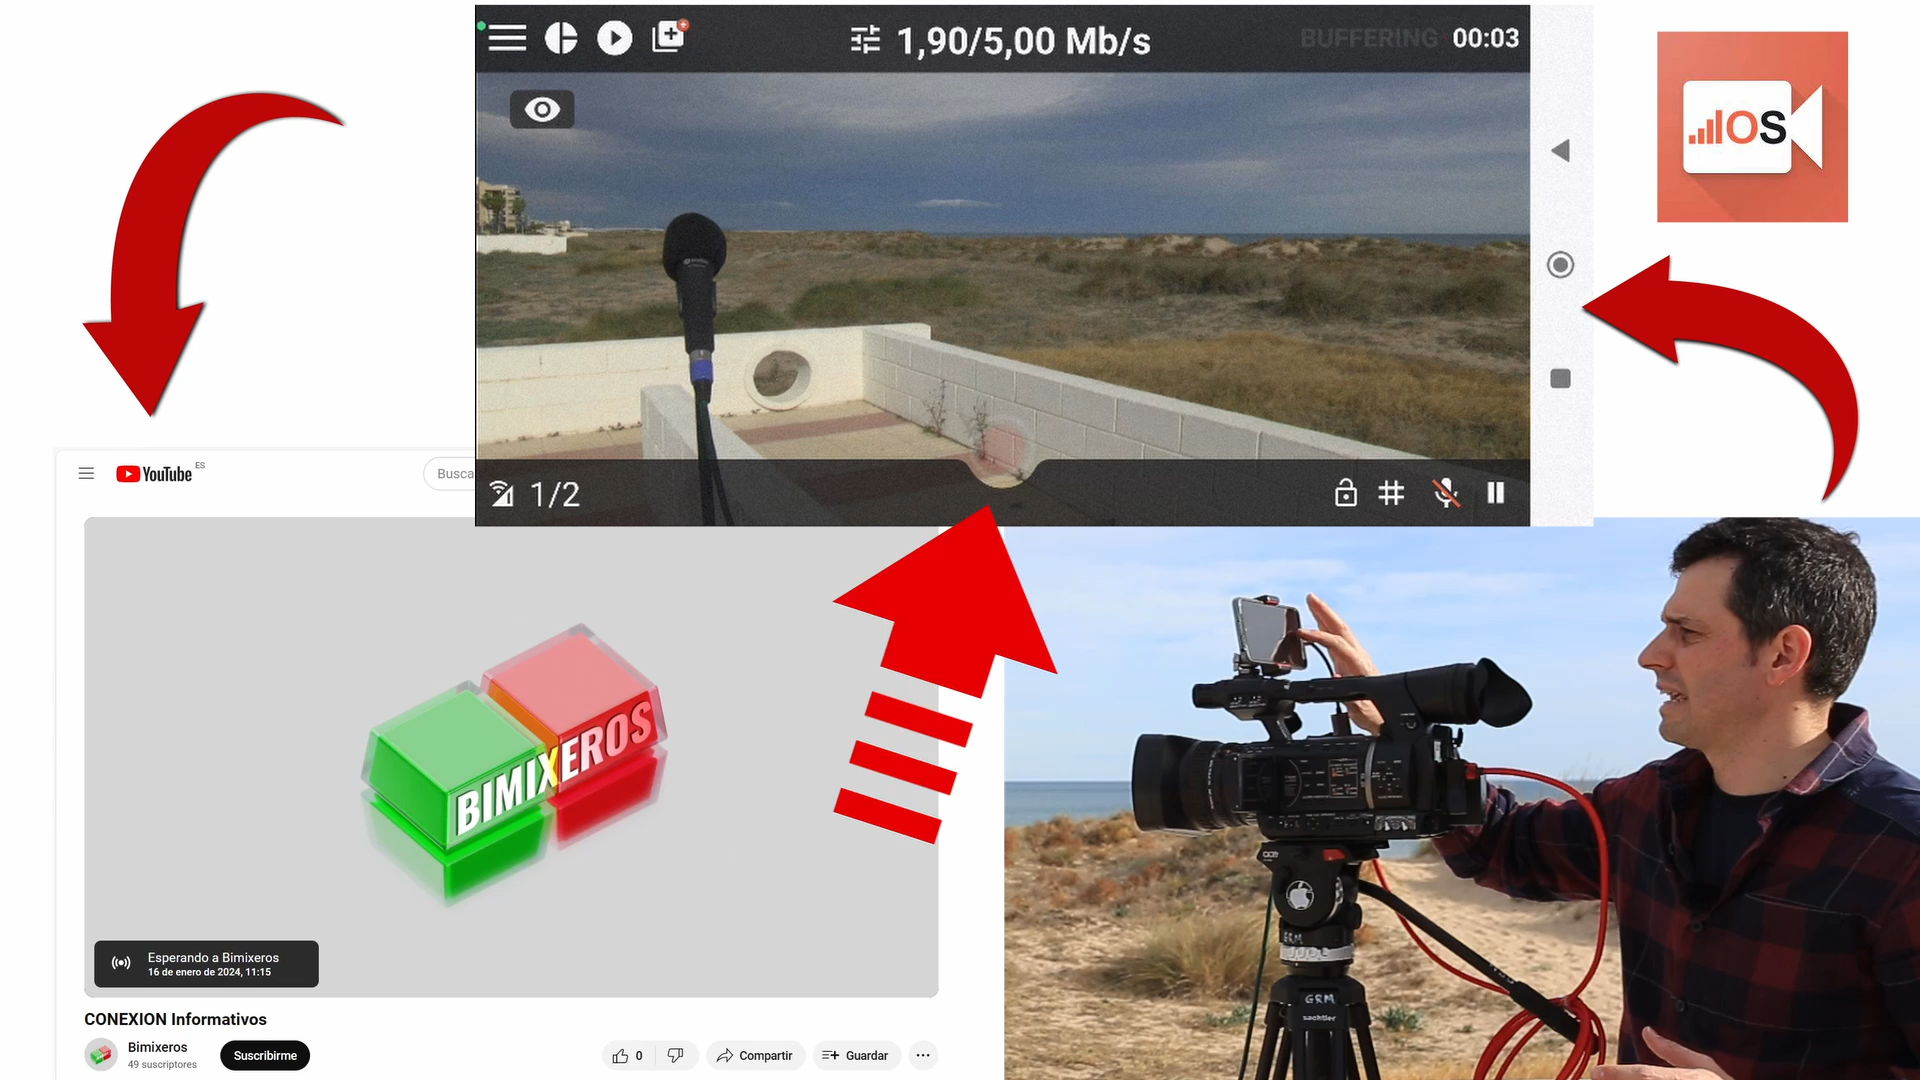 1,90/5,00 Mb/s
BUFFERING 00:03
OS
1/2
YouTube ES
Busca
BIMIXEROS
Esperando a Bimixeros
16 de enero de 2024, 11:15
CONEXION Informativos
Bimixeros
49 suscriptores
Suscribirme
0
Compartir
Guardar
GRM
GRM
sachtler